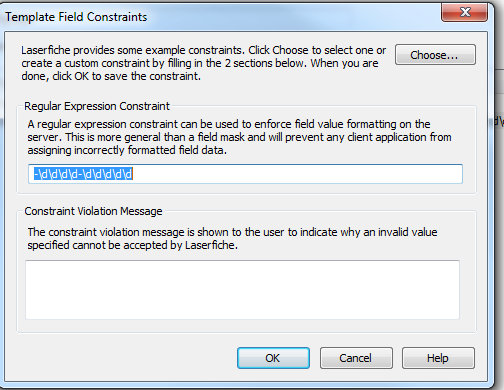 Template Field Constraints
Laserfiche provides some example constraints. Click Choose to select one or
create a custom constraint by filling in the 2 sections below. When you are
done, click OK to save the constraint.
Choose...
Regular Expression Constraint
A regular expression constraint can be used to enforce field value formatting on the
server. This is more general than a field mask and will prevent any client application from
assigning incorrectly formatted field data.
-\d\d\d\d-\d\d\d\d\d
Constraint Violation Message
The constraint violation message is shown to the user to indicate why an invalid value
specified cannot be accepted by Laserfiche.
OK
Cancel
Help